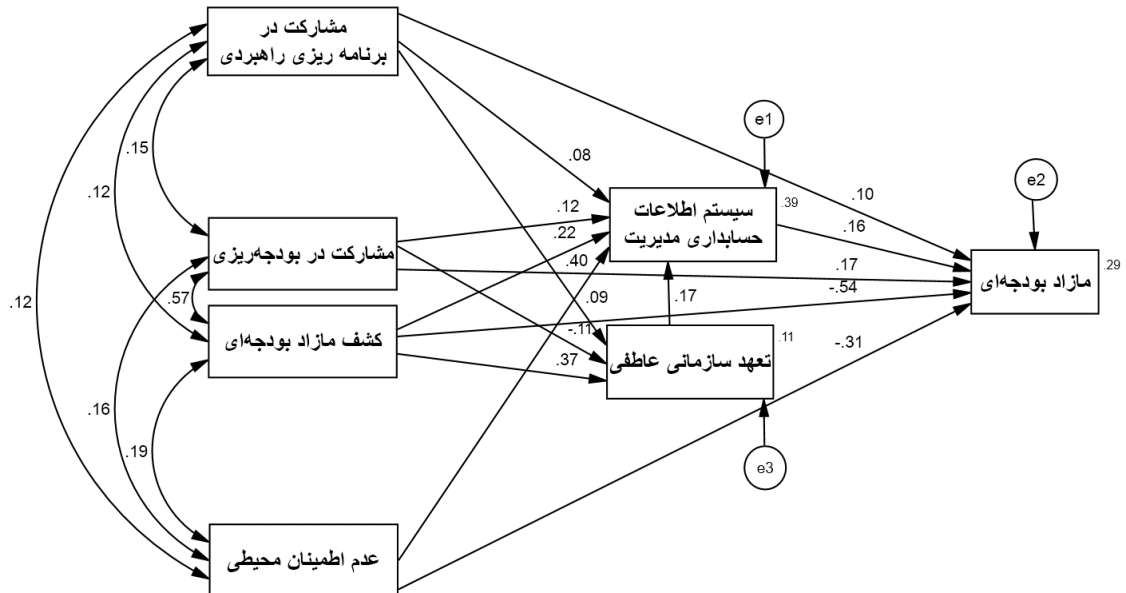 مشارکت در
برنامه ریزی راهبردی
e1
.15
.08
.12
.10
e2
سیستم اطلاعات
حسابداری مدیریت
.39
.12
.16
مشارکت در بودجه‌ریزی
.22
.40
.17
مازاد بودجه‌ای
.29
.57
.12
-.54
.09
.17
کشف مازاد بودجه‌ای
-.11
.11
-.31
تعهد سازمانی عاطفی
.37
.16
.19
e3
عدم اطمینان محیطی